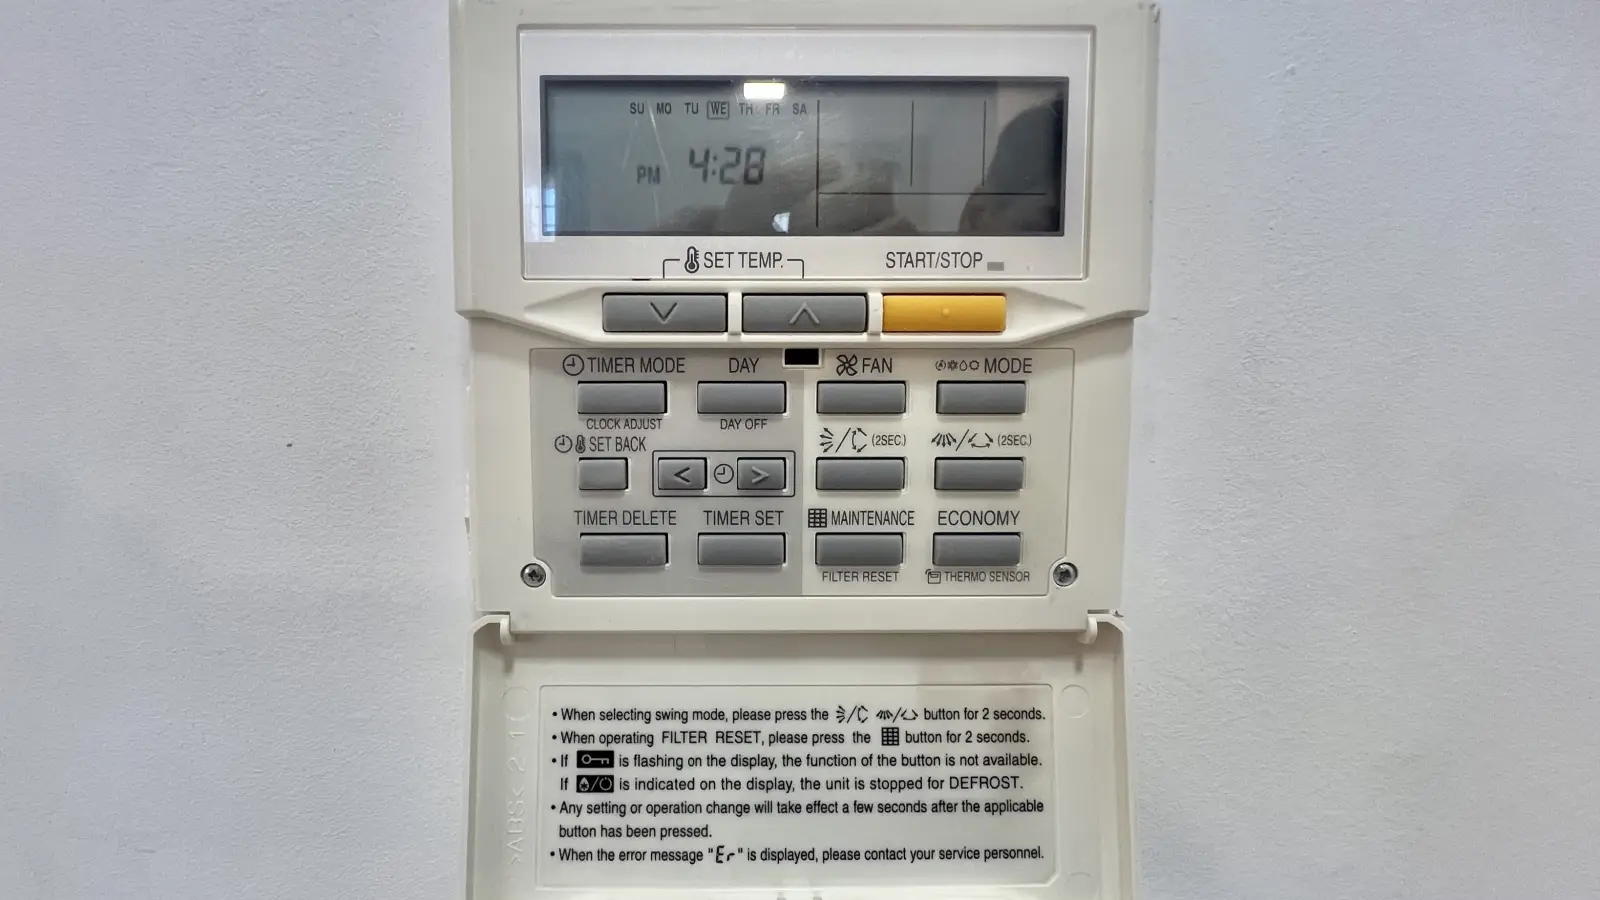 SU MO TU WE TH FR SA
PM 4:28
SET TEMP.
START/STOP
TIMER MODE
DAY
FAN
MODE
CLOCK ADJUST
DAY OFF
SET BACK
(2SEC.)
(2SEC.)
<
>
TIMER DELETE
TIMER SET
MAINTENANCE
ECONOMY
FILTER RESET
THERMO SENSOR
• When selecting swing mode, please press the / / button for 2 seconds.
• When operating FILTER RESET, please press the button for 2 seconds.
• If is flashing on the display, the function of the button is not available.
If / is indicated on the display, the unit is stopped for DEFROST.
• Any setting or operation change will take effect a few seconds after the applicable
button has been pressed.
• When the error message "Er" is displayed, please contact your service personnel.
>ABS< 2-1